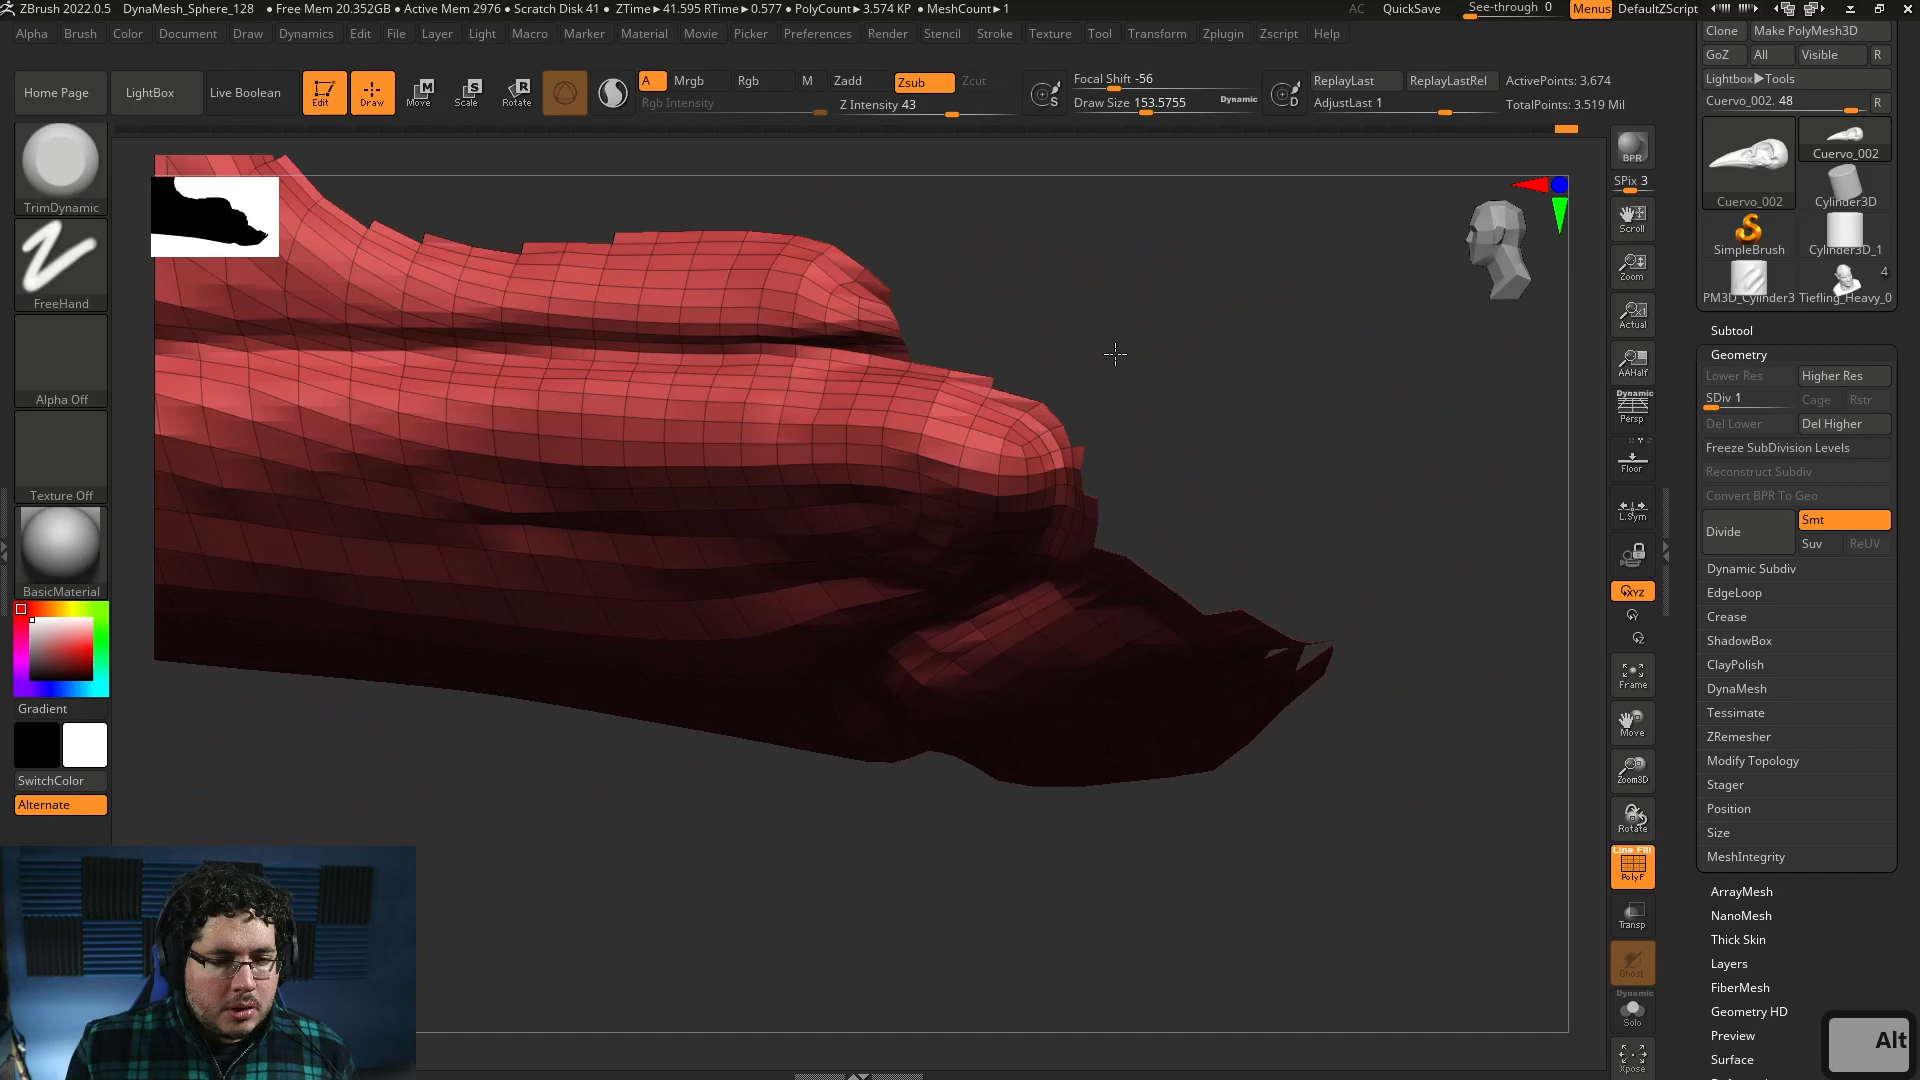 ZBrush 2022.0.5 DynaMesh_Sphere_128 ● Free Mem 20.352GB ● Active Mem 2976 ● Scratch Disk 41 ● ZTime▶41.595 RTime▶0.577 ● PolyCount▶3.574 KP ● MeshCount▶1 AC QuickSave See-through 0 Menus DefaultZScript
Alpha Brush Color Document Draw Dynamics Edit File Layer Light Macro Marker Material Movie Picker Preferences Render Stencil Stroke Texture Tool Transform Zplugin Zscript Help
Home Page LightBox Live Boolean Edit Draw Move Scale Rotate
A Mrgb Rgb M Zadd Zsub Zcut
Rgb Intensity Z Intensity 43
Focal Shift -56
Draw Size 153.5755 Dynamic
S
D
ReplayLast ReplayLastRel
AdjustLast 1
ActivePoints: 3,674
TotalPoints: 3.519 Mil
TrimDynamic
FreeHand
Alpha Off
Texture Off
BasicMaterial
Gradient
SwitchColor
Alternate
BPR
SPix 3
Scroll
Zoom
Actual
AAHalf
Dynamic
Persp
Floor
L.Sym
XYZ
Y
Z
Frame
Move
Zoom3D
Rotate
Line Fill
PolyF
Transp
Ghost
Dynamic
Solo
Xpose
Clone Make PolyMesh3D
GoZ All Visible R
Lightbox▶Tools
Cuervo_002. 48 R
Cuervo_002
Cuervo_002
Cylinder3D
SimpleBrush Cylinder3D_1
4
PM3D_Cylinder3 Tiefling_Heavy_0
Subtool
Geometry
Lower Res Higher Res
SDiv 1 Cage Rstr
Del Lower Del Higher
Freeze SubDivision Levels
Reconstruct Subdiv
Convert BPR To Geo
Divide Smt
Suv ReUV
Dynamic Subdiv
EdgeLoop
Crease
ShadowBox
ClayPolish
DynaMesh
Tessimate
ZRemesher
Modify Topology
Stager
Position
Size
MeshIntegrity
ArrayMesh
NanoMesh
Thick Skin
Layers
FiberMesh
Geometry HD
Preview
Surface
Alt